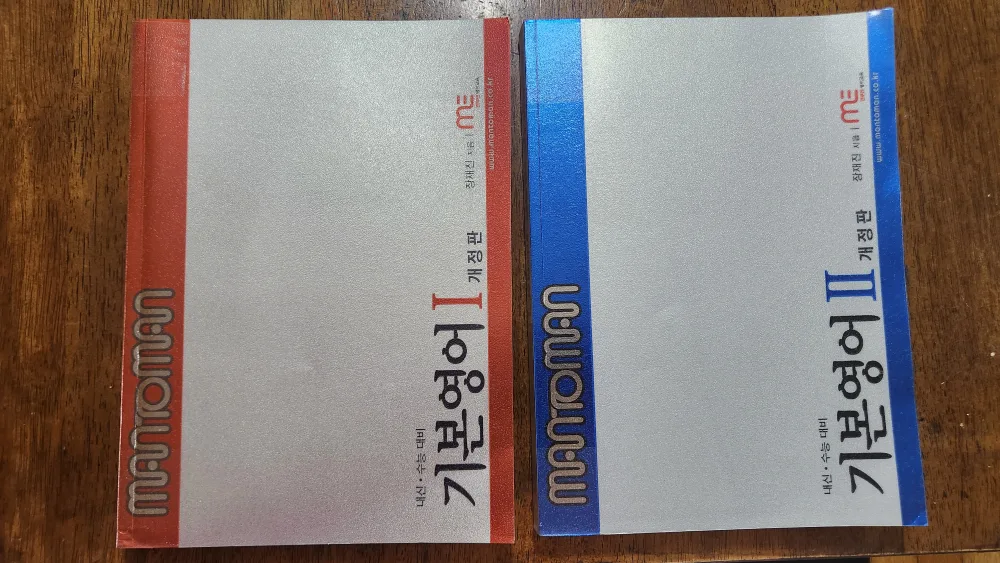 MANTOMAN
내신·수능 대비
기본영어 I 개정판
장재진 지음
www.mantoman.co.kr
MANTOMAN
내신·수능 대비
기본영어 II 개정판
장재진 지음
www.mantoman.co.kr